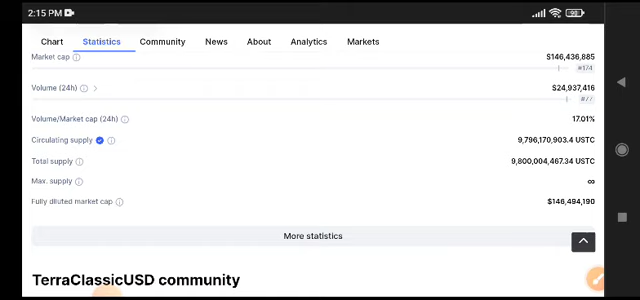 2:15 PM
Chart Statistics Community News About Analytics Markets
Market cap $146,436,885
#174
Volume (24h) > $24,937,416
#77
Volume/Market cap (24h) 17.01%
Circulating supply 9,796,170,903.4 USTC
Total supply 9,800,004,467.34 USTC
Max. supply ∞
Fully diluted market cap $146,494,190
More statistics
TerraClassicUSD community